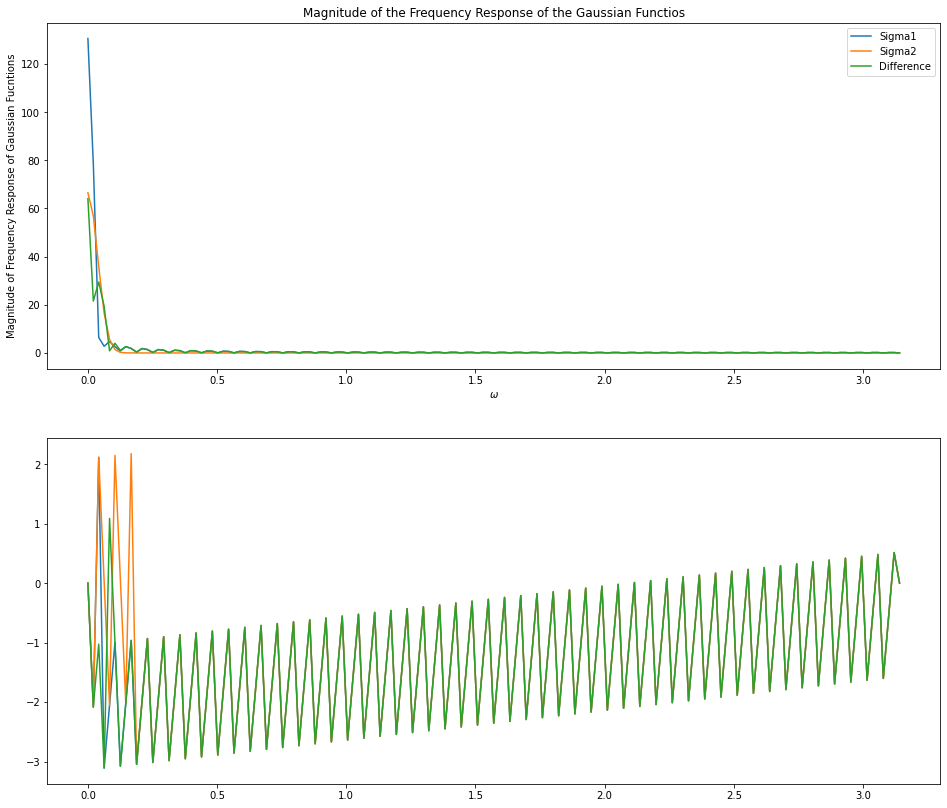 Magnitude of the Frequency Response of the Gaussian Functios
Magnitude of Frequency Response of Gaussian Fucntions
Sigma1
Sigma2
Difference
120
100
80
60
40
20
0
0.0 0.5 1.0 1.5 2.0 2.5 3.0
ω
2
1
0
−1
−2
−3
0.0 0.5 1.0 1.5 2.0 2.5 3.0